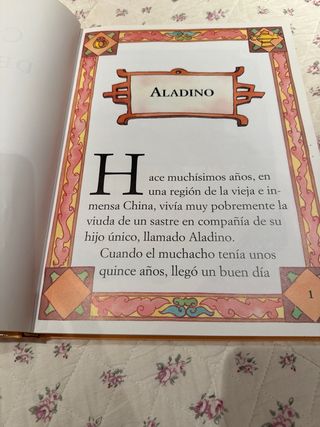 ALADINO
Hace muchísimos años, en
una región de la vieja e in-
mensa China, vivía muy pobremente la
viuda de un sastre en compañía de su
hijo único, llamado Aladino.
Cuando el muchacho tenía unos
quince años, llegó un buen día
1